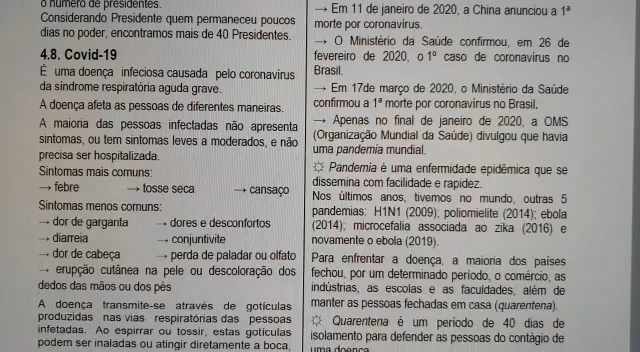 o número de presidentes.
Considerando Presidente quem permaneceu poucos
dias no poder, encontramos mais de 40 Presidentes.
4.8. Covid-19
É uma doença infeciosa causada pelo coronavirus
da síndrome respiratória aguda grave.
A doença afeta as pessoas de diferentes maneiras.
A maioria das pessoas infectadas não apresenta
sintomas, ou tem sintomas leves a moderados, e não
precisa ser hospitalizada.
Sintomas mais comuns:
→ febre → tosse seca → cansaço
Sintomas menos comuns:
→ dor de garganta → dores e desconfortos
→ diarreia → conjuntivite
→ dor de cabeça → perda de paladar ou olfato
→ erupção cutânea na pele ou descoloração dos
dedos das mãos ou dos pés
A doença transmite-se através de gotículas
produzidas nas vias respiratórias das pessoas
infetadas. Ao espirrar ou tossir, estas gotículas
podem ser inaladas ou atingir diretamente a boca,
→ Em 11 de janeiro de 2020, a China anunciou a 1ª
morte por coronavirus.
→ O Ministério da Saúde confirmou, em 26 de
fevereiro de 2020, o 1º caso de coronavirus no
Brasil.
→ Em 17de março de 2020, o Ministério da Saúde
confirmou a 1ª morte por coronavirus no Brasil.
→ Apenas no final de janeiro de 2020, a OMS
(Organização Mundial da Saúde) divulgou que havia
uma pandemia mundial.
☼ Pandemia é uma enfermidade epidêmica que se
dissemina com facilidade e rapidez.
Nos últimos anos, tivemos no mundo, outras 5
pandemias: H1N1 (2009); poliomielite (2014); ebola
(2014); microcefalia associada ao zika (2016) e
novamente o ebola (2019).
Para enfrentar a doença, a maioria dos países
fechou, por um determinado período, o comércio, as
indústrias, as escolas e as faculdades, além de
manter as pessoas fechadas em casa (quarentena).
☼ Quarentena é um periodo de 40 dias de
isolamento para defender as pessoas do contágio de
uma doença